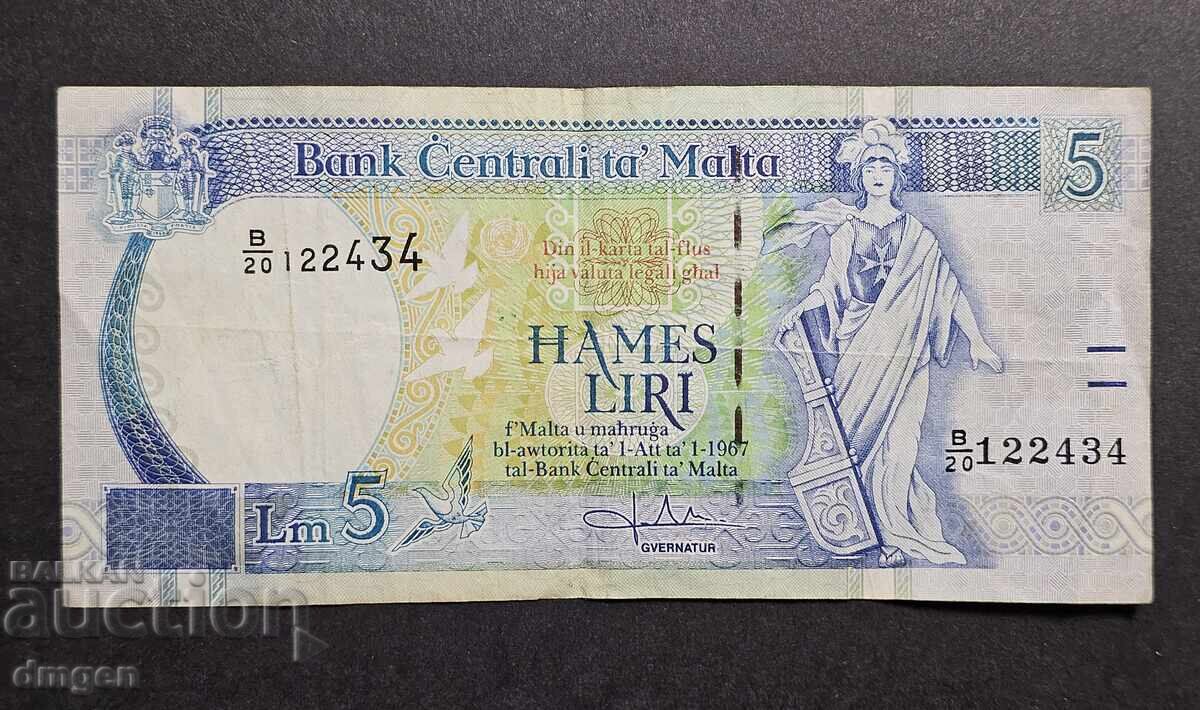 Bank Ċentrali ta' Malta
5
B/20 122434
Din il-karta tal-flus
hija valuta legali għal
ĦAMES
LIRI
f'Malta u maħruġa
bl-awtorita ta' l-Att ta' l-1967
tal-Bank Ċentrali ta' Malta
B/20 122434
Lm 5
GVERNATUR
BALKAN
auction
dmgen